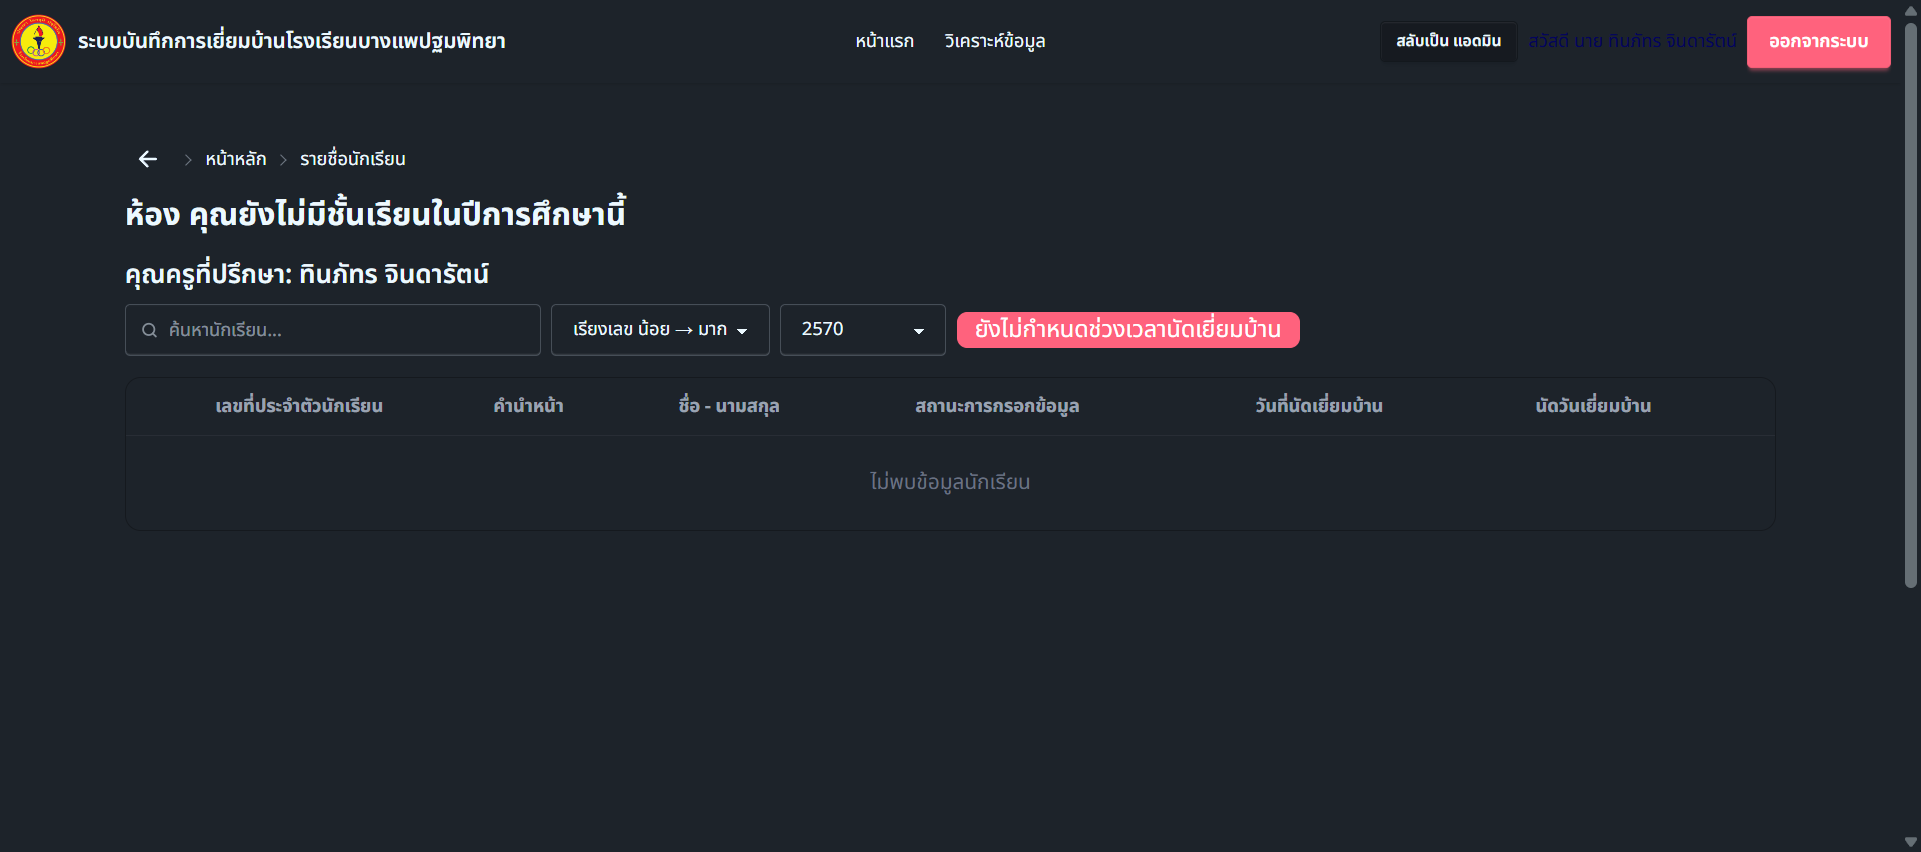 ระบบบันทึกการเยี่ยมบ้านโรงเรียนบางแพปฐมพิทยา
หน้าแรก วิเคราะห์ข้อมูล
สลับเป็น แอดมิน สวัสดี นาย ทินภัทร จินดารัตน์ ออกจากระบบ
หน้าหลัก รายชื่อนักเรียน
ห้อง คุณยังไม่มีชั้นเรียนในปีการศึกษานี้
คุณครูที่ปรึกษา: ทินภัทร จินดารัตน์
ค้นหานักเรียน... เรียงเลข น้อย → มาก 2570 ยังไม่กำหนดช่วงเวลานัดเยี่ยมบ้าน
เลขที่ประจำตัวนักเรียน คำนำหน้า ชื่อ - นามสกุล สถานะการกรอกข้อมูล วันที่นัดเยี่ยมบ้าน นัดวันเยี่ยมบ้าน
ไม่พบข้อมูลนักเรียน